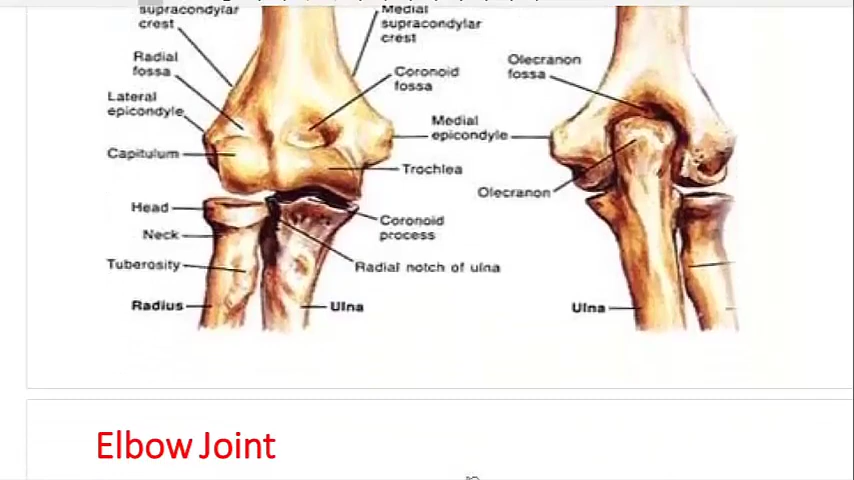 supracondylar
crest
Radial
fossa
Lateral
epicondyle
Capitulum
Head
Neck
Tuberosity
Radius
Medial
supracondylar
crest
Coronoid
fossa
Medial
epicondyle
Trochlea
Coronoid
process
Radial notch of ulna
Ulna
Olecranon
fossa
Olecranon
Ulna
Elbow Joint